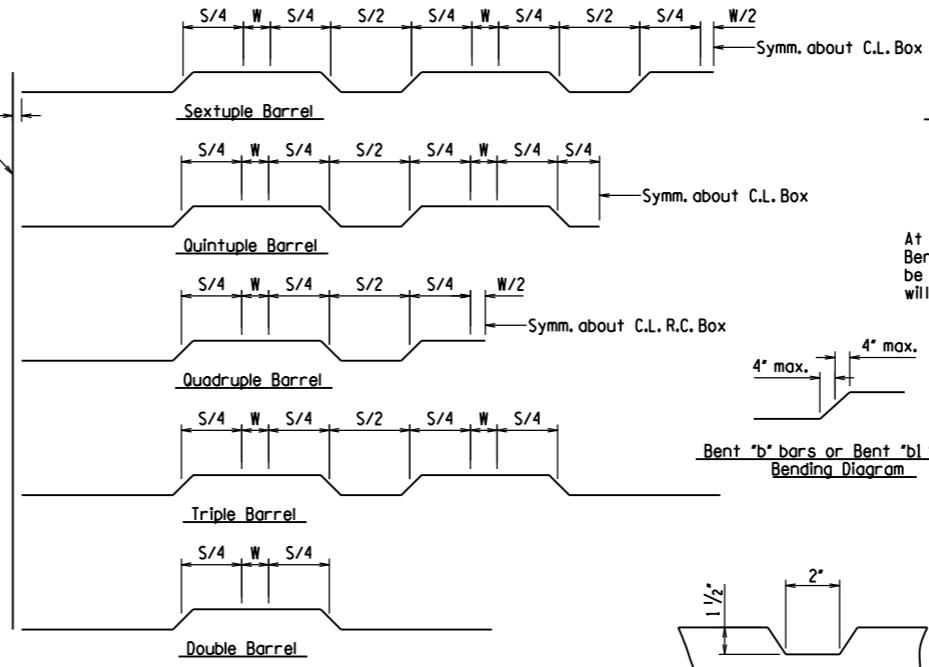 S/4 W S/4 S/2 S/4 W S/4 S/2 S/4 W/2
Symm. about C.L. Box
Sextuple Barrel
S/4 W S/4 S/2 S/4 W S/4 S/4
Symm. about C.L. Box
Quintuple Barrel
At
Ben
be
will
S/4 W S/4 S/2 S/4 W/2
Symm. about C.L. R.C. Box
Quadruple Barrel
4" max.
4" max.
Bent "b" bars or Bent "b1"
Bending Diagram
S/4 W S/4 S/2 S/4 W S/4
Triple Barrel
S/4 W S/4
Double Barrel
2"
1 1/2"